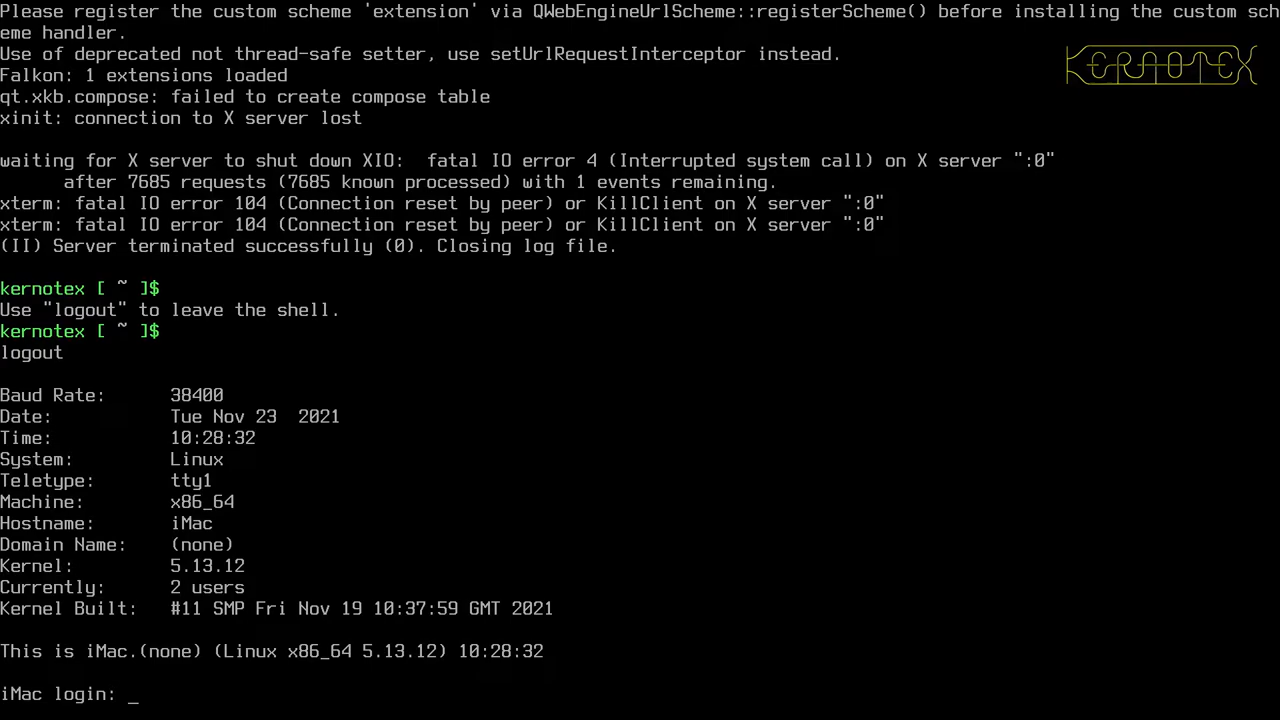 Please register the custom scheme 'extension' via QWebEngineUrlScheme::registerScheme() before installing the custom sch
eme handler.
Use of deprecated not thread-safe setter, use setUrlRequestInterceptor instead.
KERNOTEX
Falkon: 1 extensions loaded
qt.xkb.compose: failed to create compose table
xinit: connection to X server lost
waiting for X server to shut down XIO:  fatal IO error 4 (Interrupted system call) on X server ":0"
      after 7685 requests (7685 known processed) with 1 events remaining.
xterm: fatal IO error 104 (Connection reset by peer) or KillClient on X server ":0"
xterm: fatal IO error 104 (Connection reset by peer) or KillClient on X server ":0"
(II) Server terminated successfully (0). Closing log file.
kernotex [ ~ ]$
Use "logout" to leave the shell.
kernotex [ ~ ]$
logout
Baud Rate:      38400
Date:           Tue Nov 23  2021
Time:           10:28:32
System:         Linux
Teletype:       tty1
Machine:        x86_64
Hostname:       iMac
Domain Name:    (none)
Kernel:         5.13.12
Currently:      2 users
Kernel Built:   #11 SMP Fri Nov 19 10:37:59 GMT 2021
This is iMac.(none) (Linux x86_64 5.13.12) 10:28:32
iMac login: _